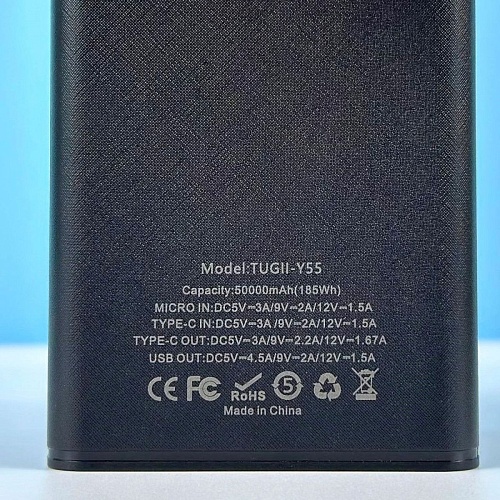 Model:TUGII-Y55
Capacity:50000mAh(185Wh)
MICRO IN:DC5V⎓3A/9V⎓2A/12V⎓1.5A
TYPE-C IN:DC5V⎓3A /9V⎓2A/12V⎓1.5A
TYPE-C OUT:DC5V⎓3A/9V⎓2.2A/12V⎓1.67A
USB OUT:DC5V⎓4.5A/9V⎓2A/12V⎓1.5A
CE FC RoHS 5
Made in China